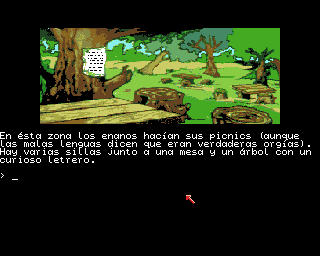 En ésta zona los enanos hacían sus picnics (aunque
las malas lenguas dicen que eran verdaderas orgías).
Hay varias sillas junto a una mesa y un árbol con un
curioso letrero.
> _